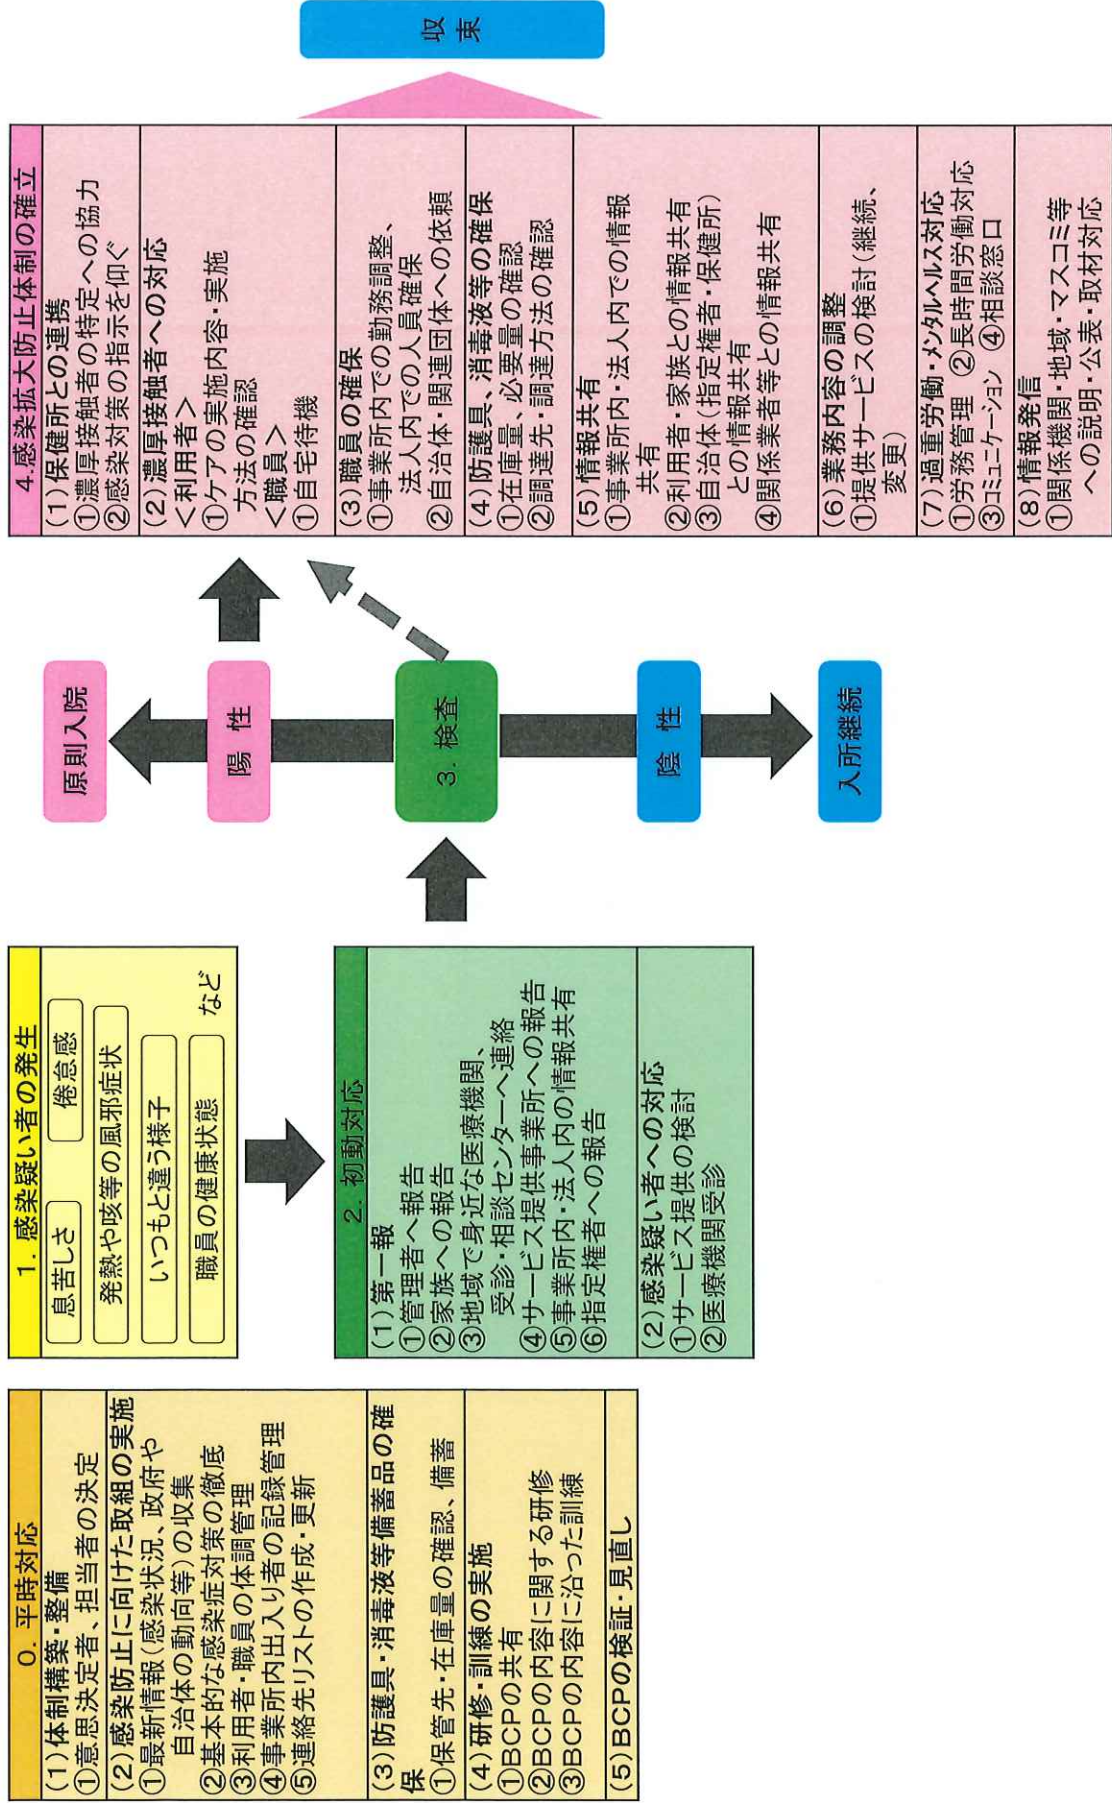 0. 平時対応
(1)体制構築・整備
①意思決定者、担当者の決定
(2)感染防止に向けた取組の実施
①最新情報(感染状況、政府や
自治体の動向等)の収集
②基本的な感染症対策の徹底
③利用者・職員の体調管理
④事業所内出入り者の記録管理
⑤連絡先リストの作成・更新
(3)防護具・消毒液等備蓄品の確
保
①保管先・在庫量の確認、備蓄
(4)研修・訓練の実施
①BCPの共有
②BCPの内容に関する研修
③BCPの内容に沿った訓練
(5)BCPの検証・見直し
1. 感染疑い者の発生
息苦しさ
倦怠感
発熱や咳等の風邪症状
いつもと違う様子
職員の健康状態
など
2. 初動対応
(1)第一報
①管理者へ報告
②家族への報告
③地域で身近な医療機関、
受診・相談センターへ連絡
④サービス提供事業所への報告
⑤事業所内・法人内の情報共有
⑥指定権者への報告
(2)感染疑い者への対応
①サービス提供の検討
②医療機関受診
原則入院
陽 性
3. 検査
陰 性
入所継続
4.感染拡大防止体制の確立
(1)保健所との連携
①濃厚接触者の特定への協力
②感染対策の指示を仰ぐ
(2)濃厚接触者への対応
<利用者>
①ケアの実施内容・実施
方法の確認
<職員>
①自宅待機
(3)職員の確保
①事業所内での勤務調整、
法人内での人員確保
②自治体・関連団体への依頼
(4)防護具、消毒液等の確保
①在庫量、必要量の確認
②調達先・調達方法の確認
(5)情報共有
①事業所内・法人内での情報
共有
②利用者・家族との情報共有
③自治体(指定権者・保健所)
との情報共有
④関係業者等との情報共有
(6)業務内容の調整
①提供サービスの検討(継続、
変更)
(7)過重労働・メンタルヘルス対応
①労務管理 ②長時間労働対応
③コミュニケーション ④相談窓口
(8)情報発信
①関係機関・地域・マスコミ等
への説明・公表・取材対応
収
束